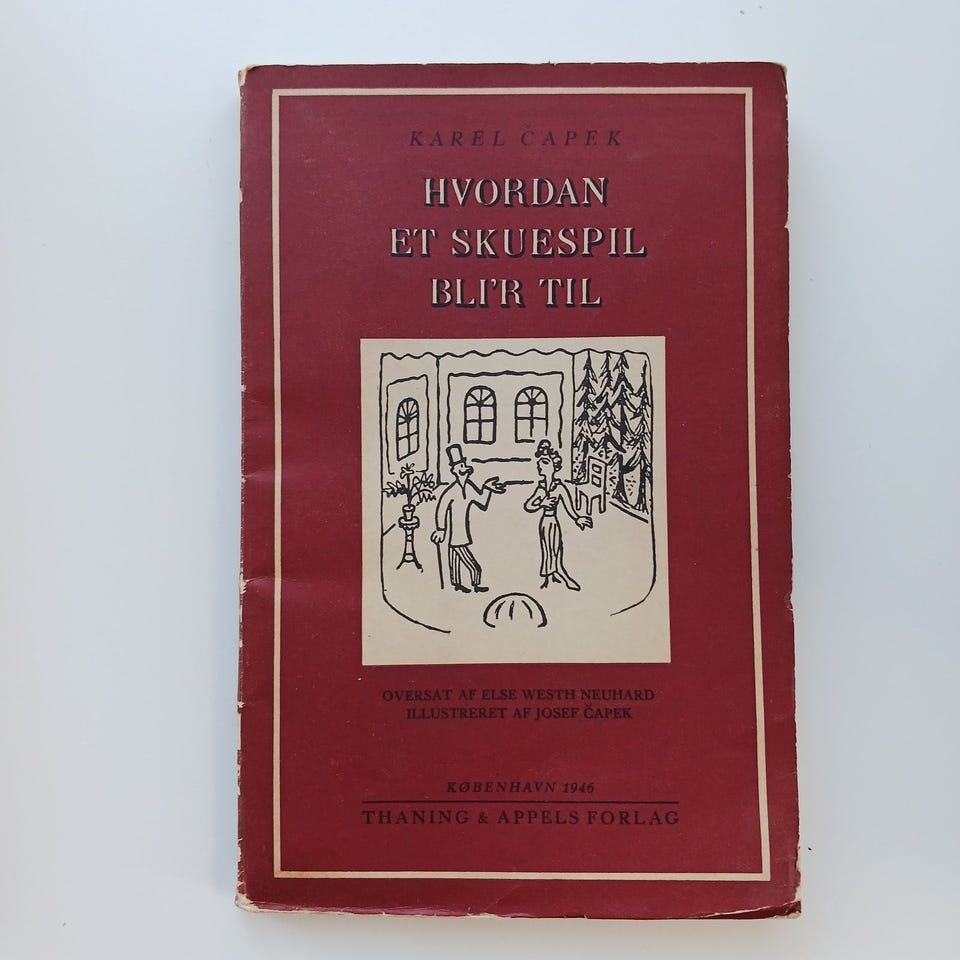 KAREL ČAPEK
HVORDAN
ET SKUESPIL
BLI'R TIL
OVERSAT AF ELSE WESTH NEUHARD
ILLUSTRERET AF JOSEF ČAPEK
KØBENHAVN 1946
THANING & APPELS FORLAG